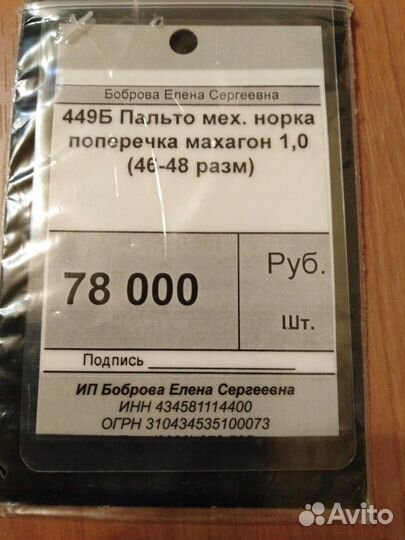 Боброва Елена Сергеевна
449Б Пальто мех. норка
поперечка махагон 1,0
(46-48 разм)
78 000
Руб.
Шт.
Подпись
ИП Боброва Елена Сергеевна
ИНН 434581114400
ОГРН 310434535100073
Avito